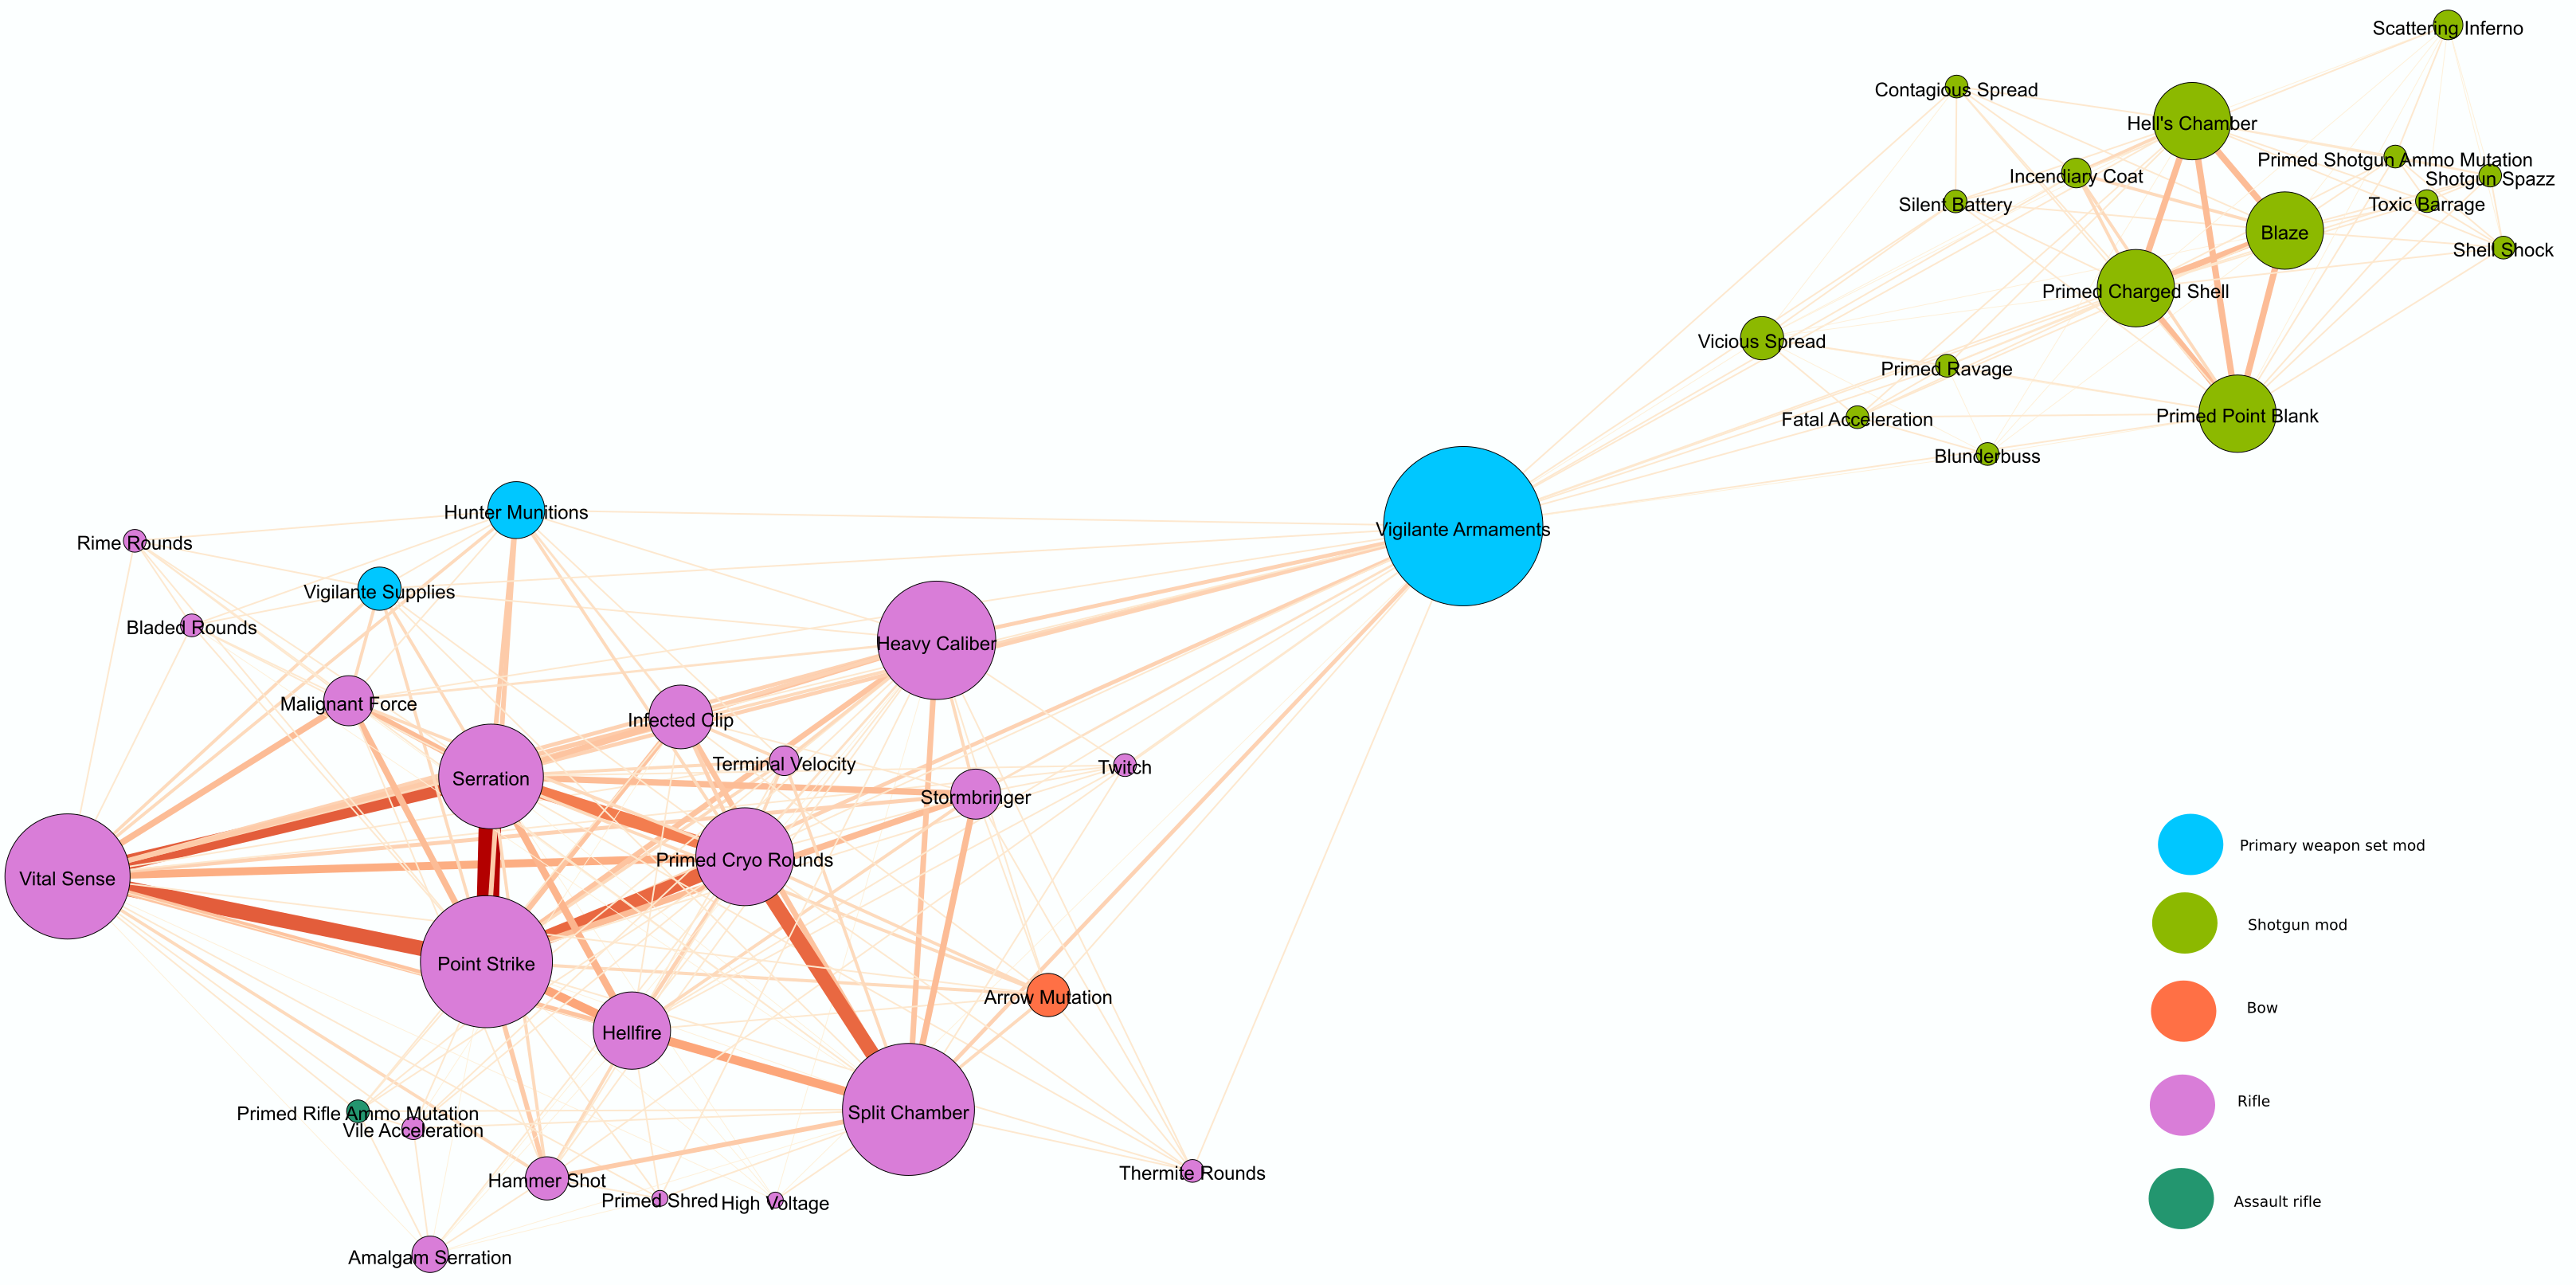 Scattering Inferno
Contagious Spread
Hell's Chamber
Primed Shotgun Ammo Mutation
Incendiary Coat
Shotgun Spazz
Silent Battery
Toxic Barrage
Blaze
Shell Shock
Primed Charged Shell
Vicious Spread
Primed Ravage
Primed Point Blank
Fatal Acceleration
Blunderbuss
Hunter Munitions
Vigilante Armaments
Rime Rounds
Vigilante Supplies
Bladed Rounds
Heavy Caliber
Malignant Force
Infected Clip
Terminal Velocity
Twitch
Serration
Stormbringer
Primed Cryo Rounds
Vital Sense
Point Strike
Arrow Mutation
Hellfire
Split Chamber
Primed Rifle Ammo Mutation
Vile Acceleration
Thermite Rounds
Hammer Shot
Primed Shred
High Voltage
Amalgam Serration
Primary weapon set mod
Shotgun mod
Bow
Rifle
Assault rifle